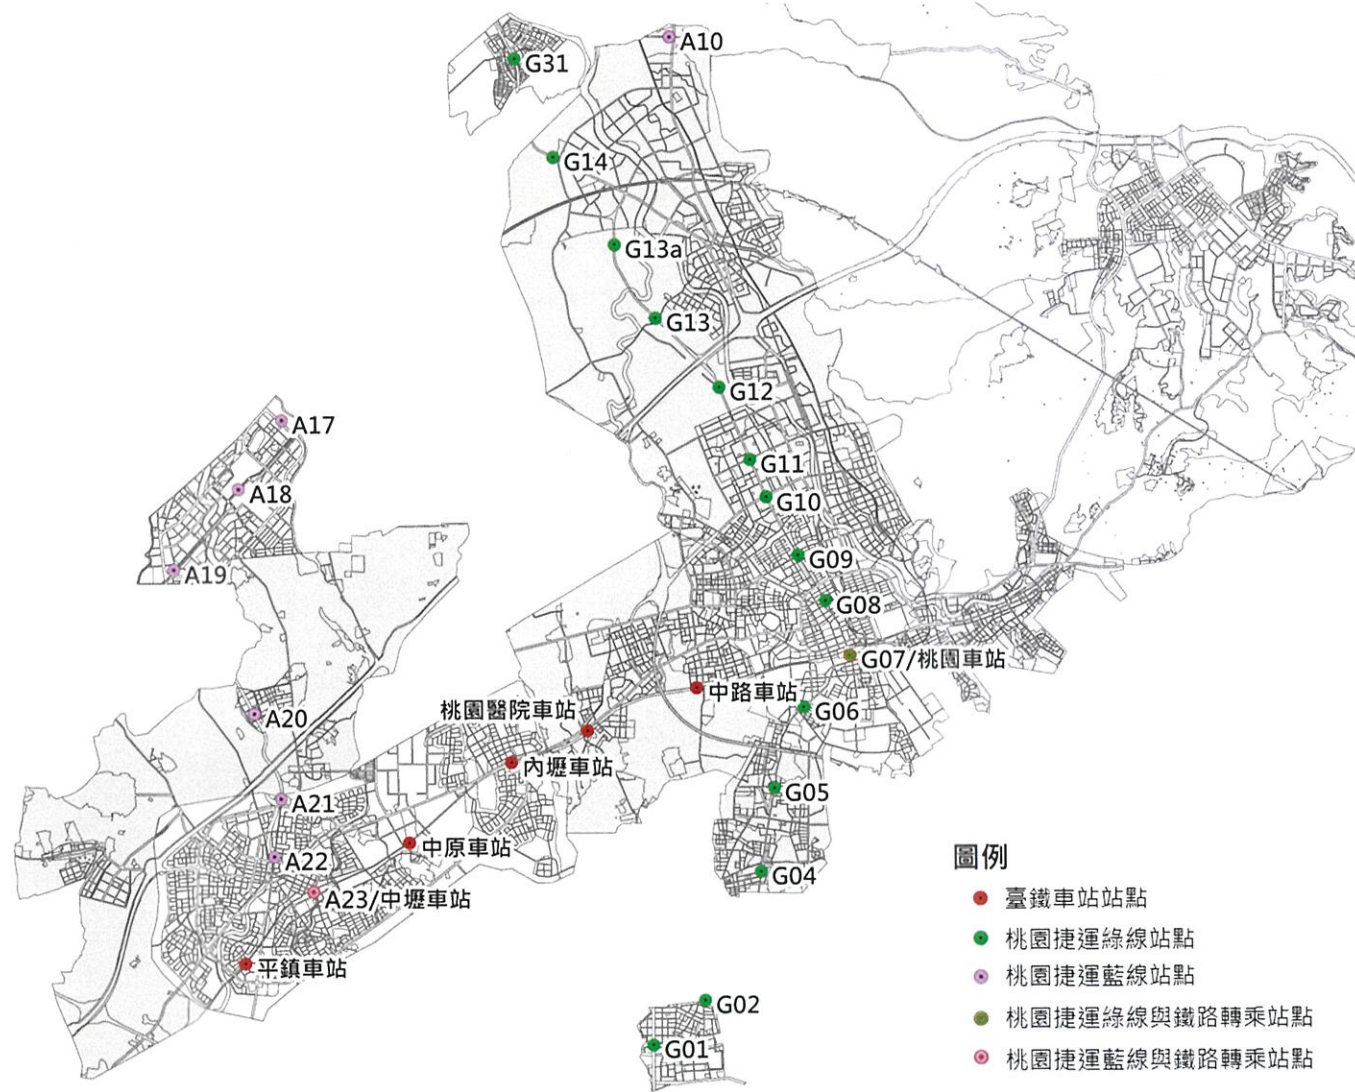 A10
G31
G14
G13a
G13
G12
A17
G11
A18
G10
G09
A19
G08
G07/桃園車站
中路車站
桃園醫院車站
G06
A20
內壢車站
G05
A21
中原車站
A22
G04
A23/中壢車站
平鎮車站
G02
G01
圖例
臺鐵車站站點
桃園捷運綠線站點
桃園捷運藍線站點
桃園捷運綠線與鐵路轉乘站點
桃園捷運藍線與鐵路轉乘站點